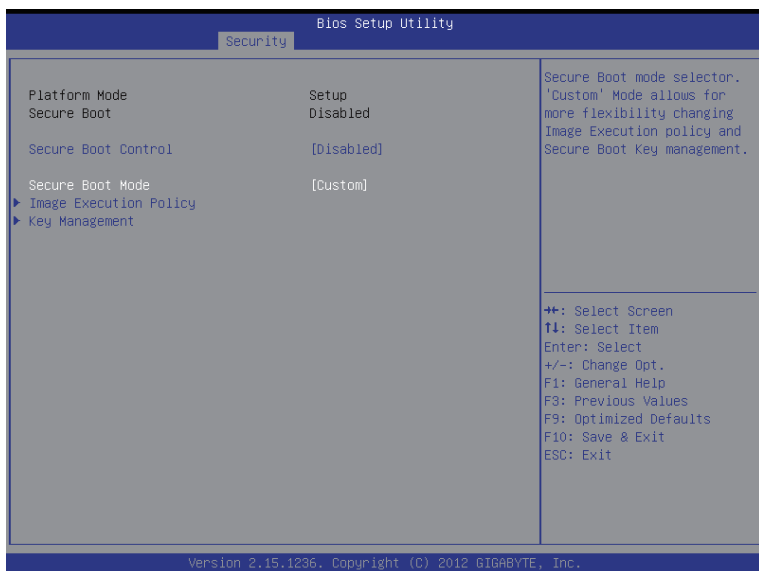 Bios Setup Utility
Security
Platform Mode Setup
Secure Boot Disabled
Secure Boot Control [Disabled]
Secure Boot Mode [Custom]
Image Execution Policy
Key Management
Secure Boot mode selector.
'Custom' Mode allows for
more flexibility changing
Image Execution policy and
Secure Boot Key management.
→←: Select Screen
↑↓: Select Item
Enter: Select
+/-: Change Opt.
F1: General Help
F3: Previous Values
F9: Optimized Defaults
F10: Save & Exit
ESC: Exit
Version 2.15.1236. Copyright (C) 2012 GIGABYTE, Inc.